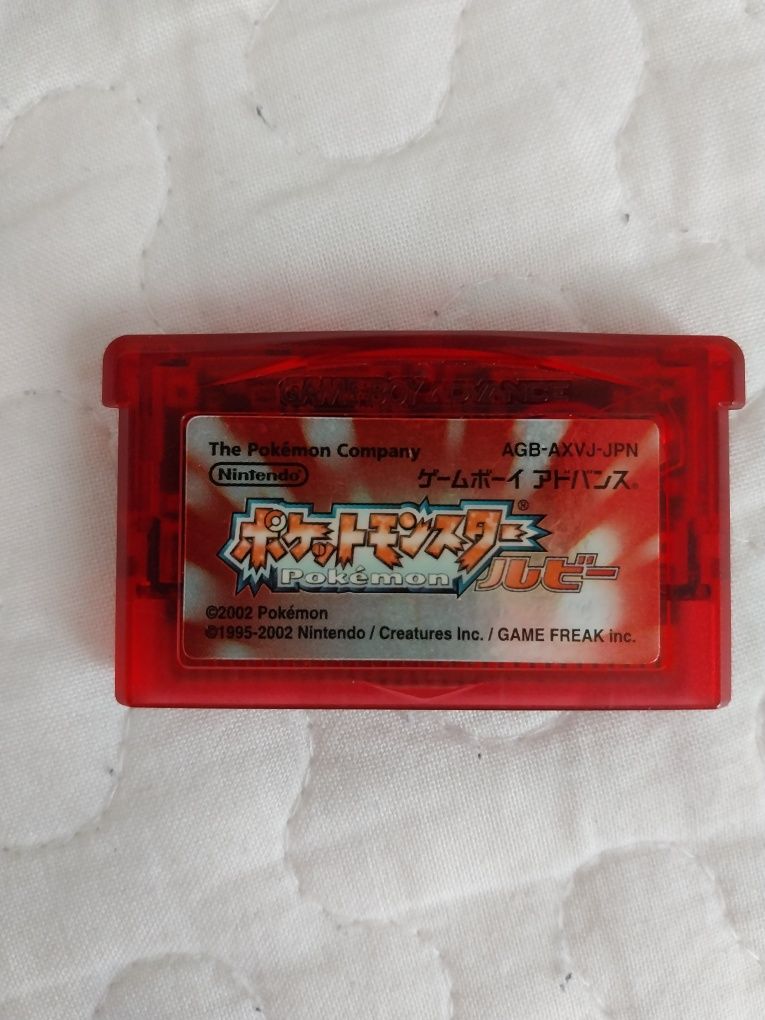 GAME BOY ADVANCE
The Pokémon Company AGB-AXVJ-JPN
Nintendo ゲームボーイ アドバンス®
ポケットモンスター®
Pokémon ルビー
©2002 Pokémon
©1995-2002 Nintendo / Creatures Inc. / GAME FREAK inc.